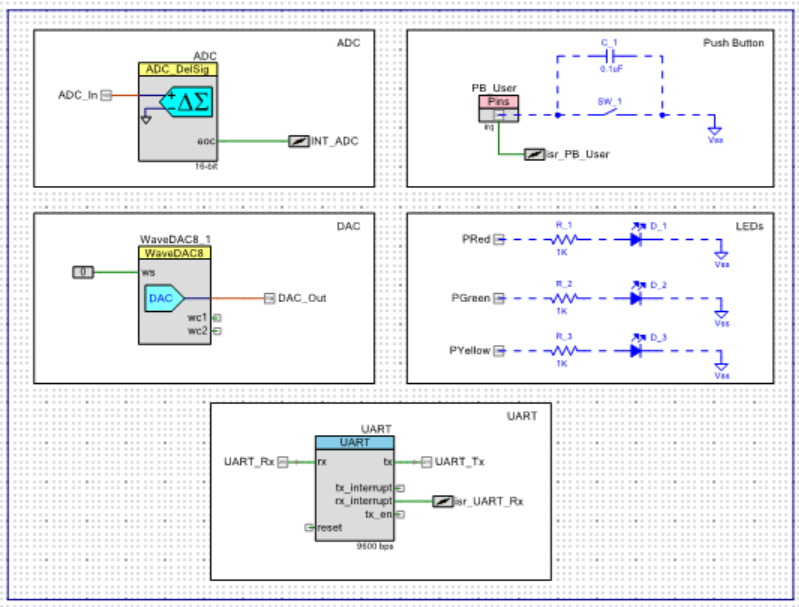 ADC
ADC
ADC_DelSig
ADC_In
+
-
ΔΣ
eoc
INT_ADC
16-bit
Push Button
C_1
0.1uF
PB_User
Pins
SW_1
irq
Vss
isr_PB_User
DAC
WaveDAC8_1
WaveDAC8
0
ws
DAC
DAC_Out
wc1
wc2
LEDs
PRed
R_1
1K
D_1
Vss
PGreen
R_2
1K
D_2
Vss
PYellow
R_3
1K
D_3
Vss
UART
UART
UART
UART_Rx
rx
tx
UART_Tx
tx_interrupt
rx_interrupt
isr_UART_Rx
tx_en
reset
9600 bps